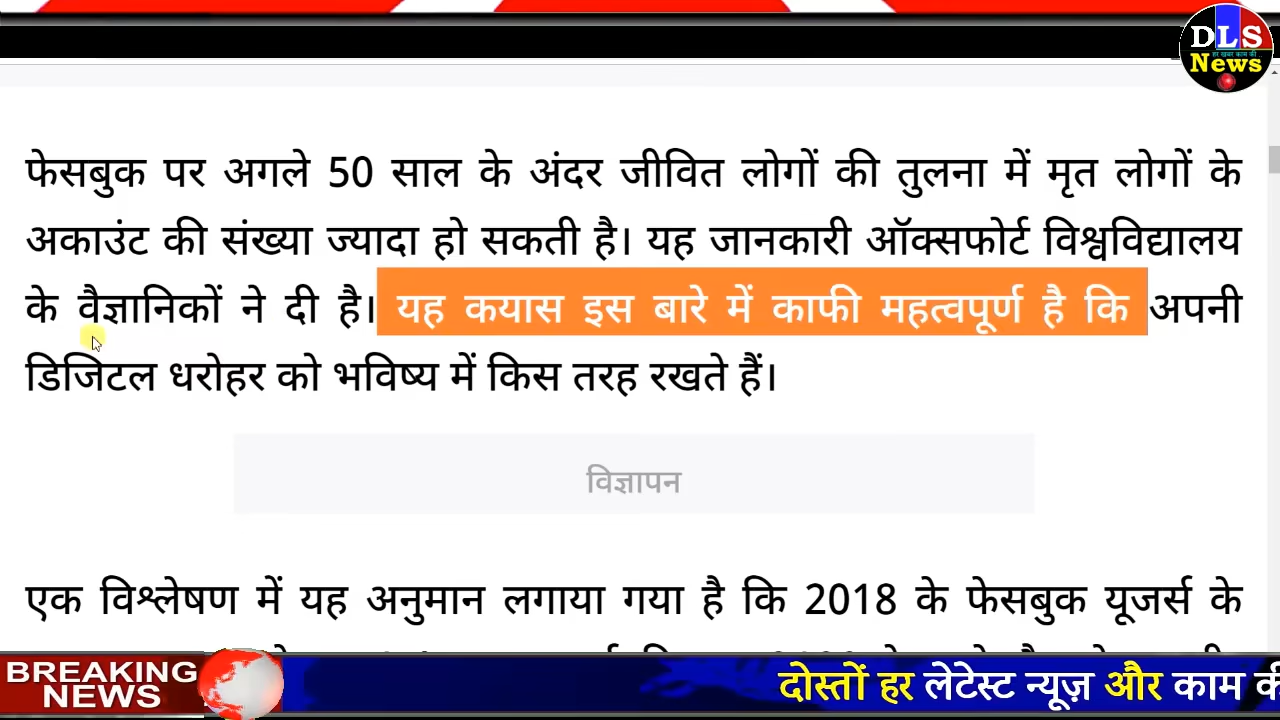 DLS
News
फेसबुक पर अगले 50 साल के अंदर जीवित लोगों की तुलना में मृत लोगों के
अकाउंट की संख्या ज्यादा हो सकती है। यह जानकारी ऑक्सफोर्ट विश्वविद्यालय
के वैज्ञानिकों ने दी है। यह कयास इस बारे में काफी महत्वपूर्ण है कि अपनी
डिजिटल धरोहर को भविष्य में किस तरह रखते हैं।
विज्ञापन
एक विश्लेषण में यह अनुमान लगाया गया है कि 2018 के फेसबुक यूजर्स के
BREAKING
NEWS
दोस्तों हर लेटेस्ट न्यूज़ और काम की